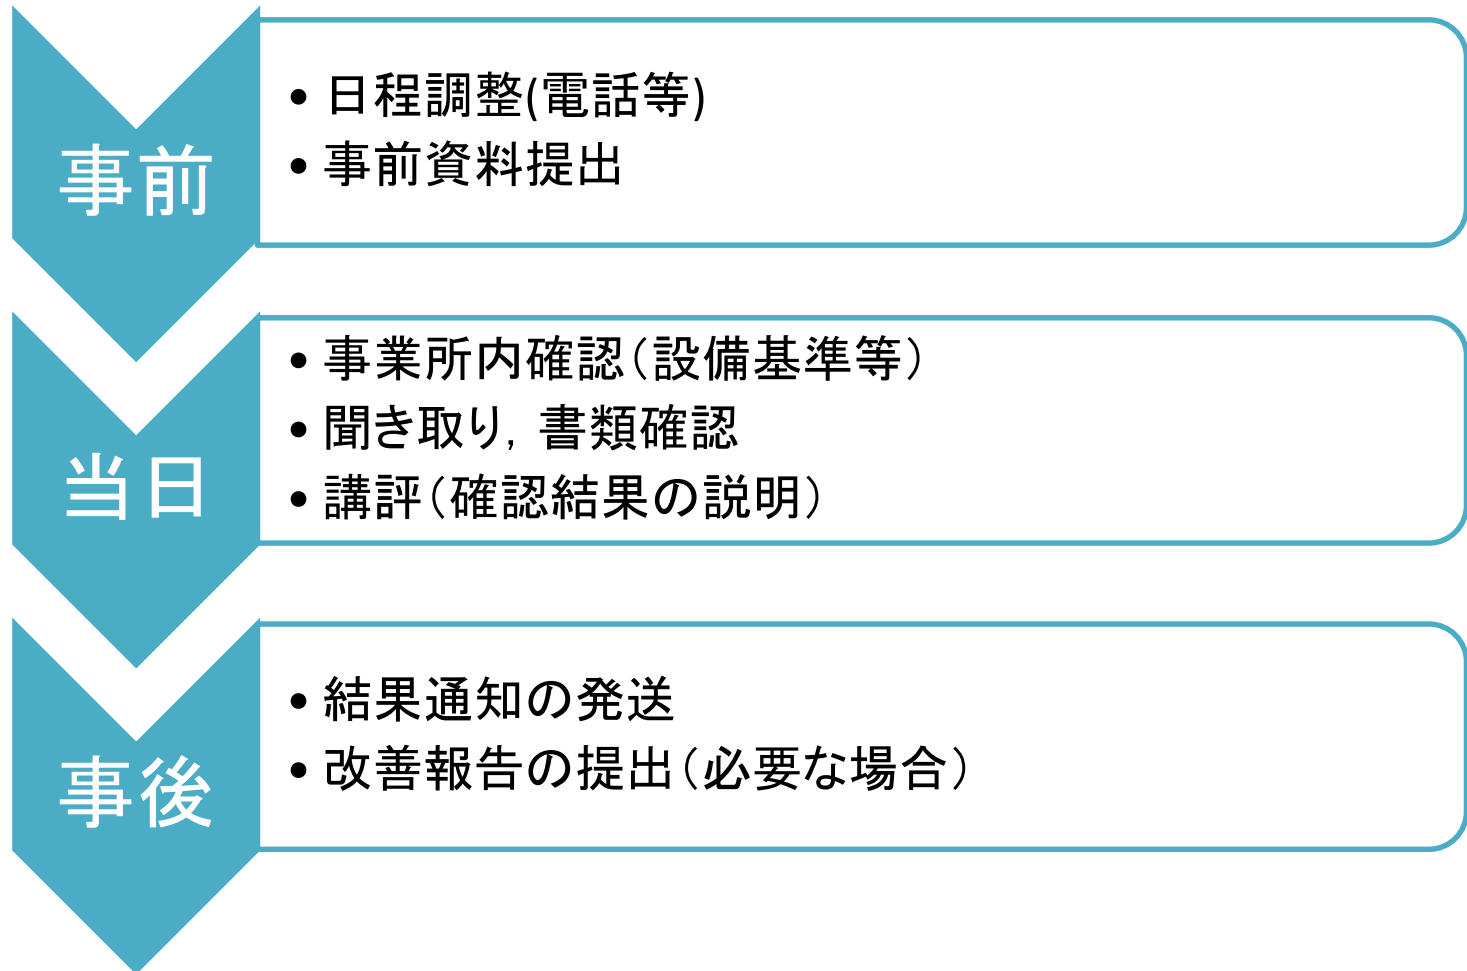 事前
• 日程調整(電話等)
• 事前資料提出
当日
• 事業所内確認（設備基準等）
• 聞き取り，書類確認
• 講評（確認結果の説明）
事後
• 結果通知の発送
• 改善報告の提出（必要な場合）